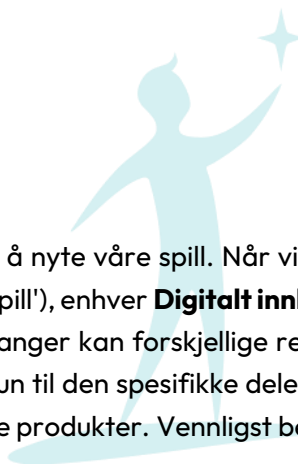 å nyte våre spill. Når vi
pill'), enhver Digitalt innl
anger kan forskjellige re
un til den spesifikke dele
e produkter. Vennligst be